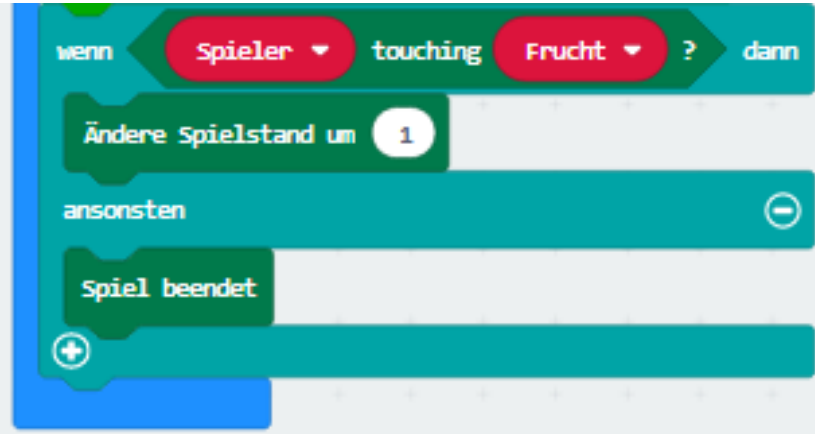 wenn Spieler touching Frucht ? dann
Ändere Spielstand um 1
ansonsten
Spiel beendet